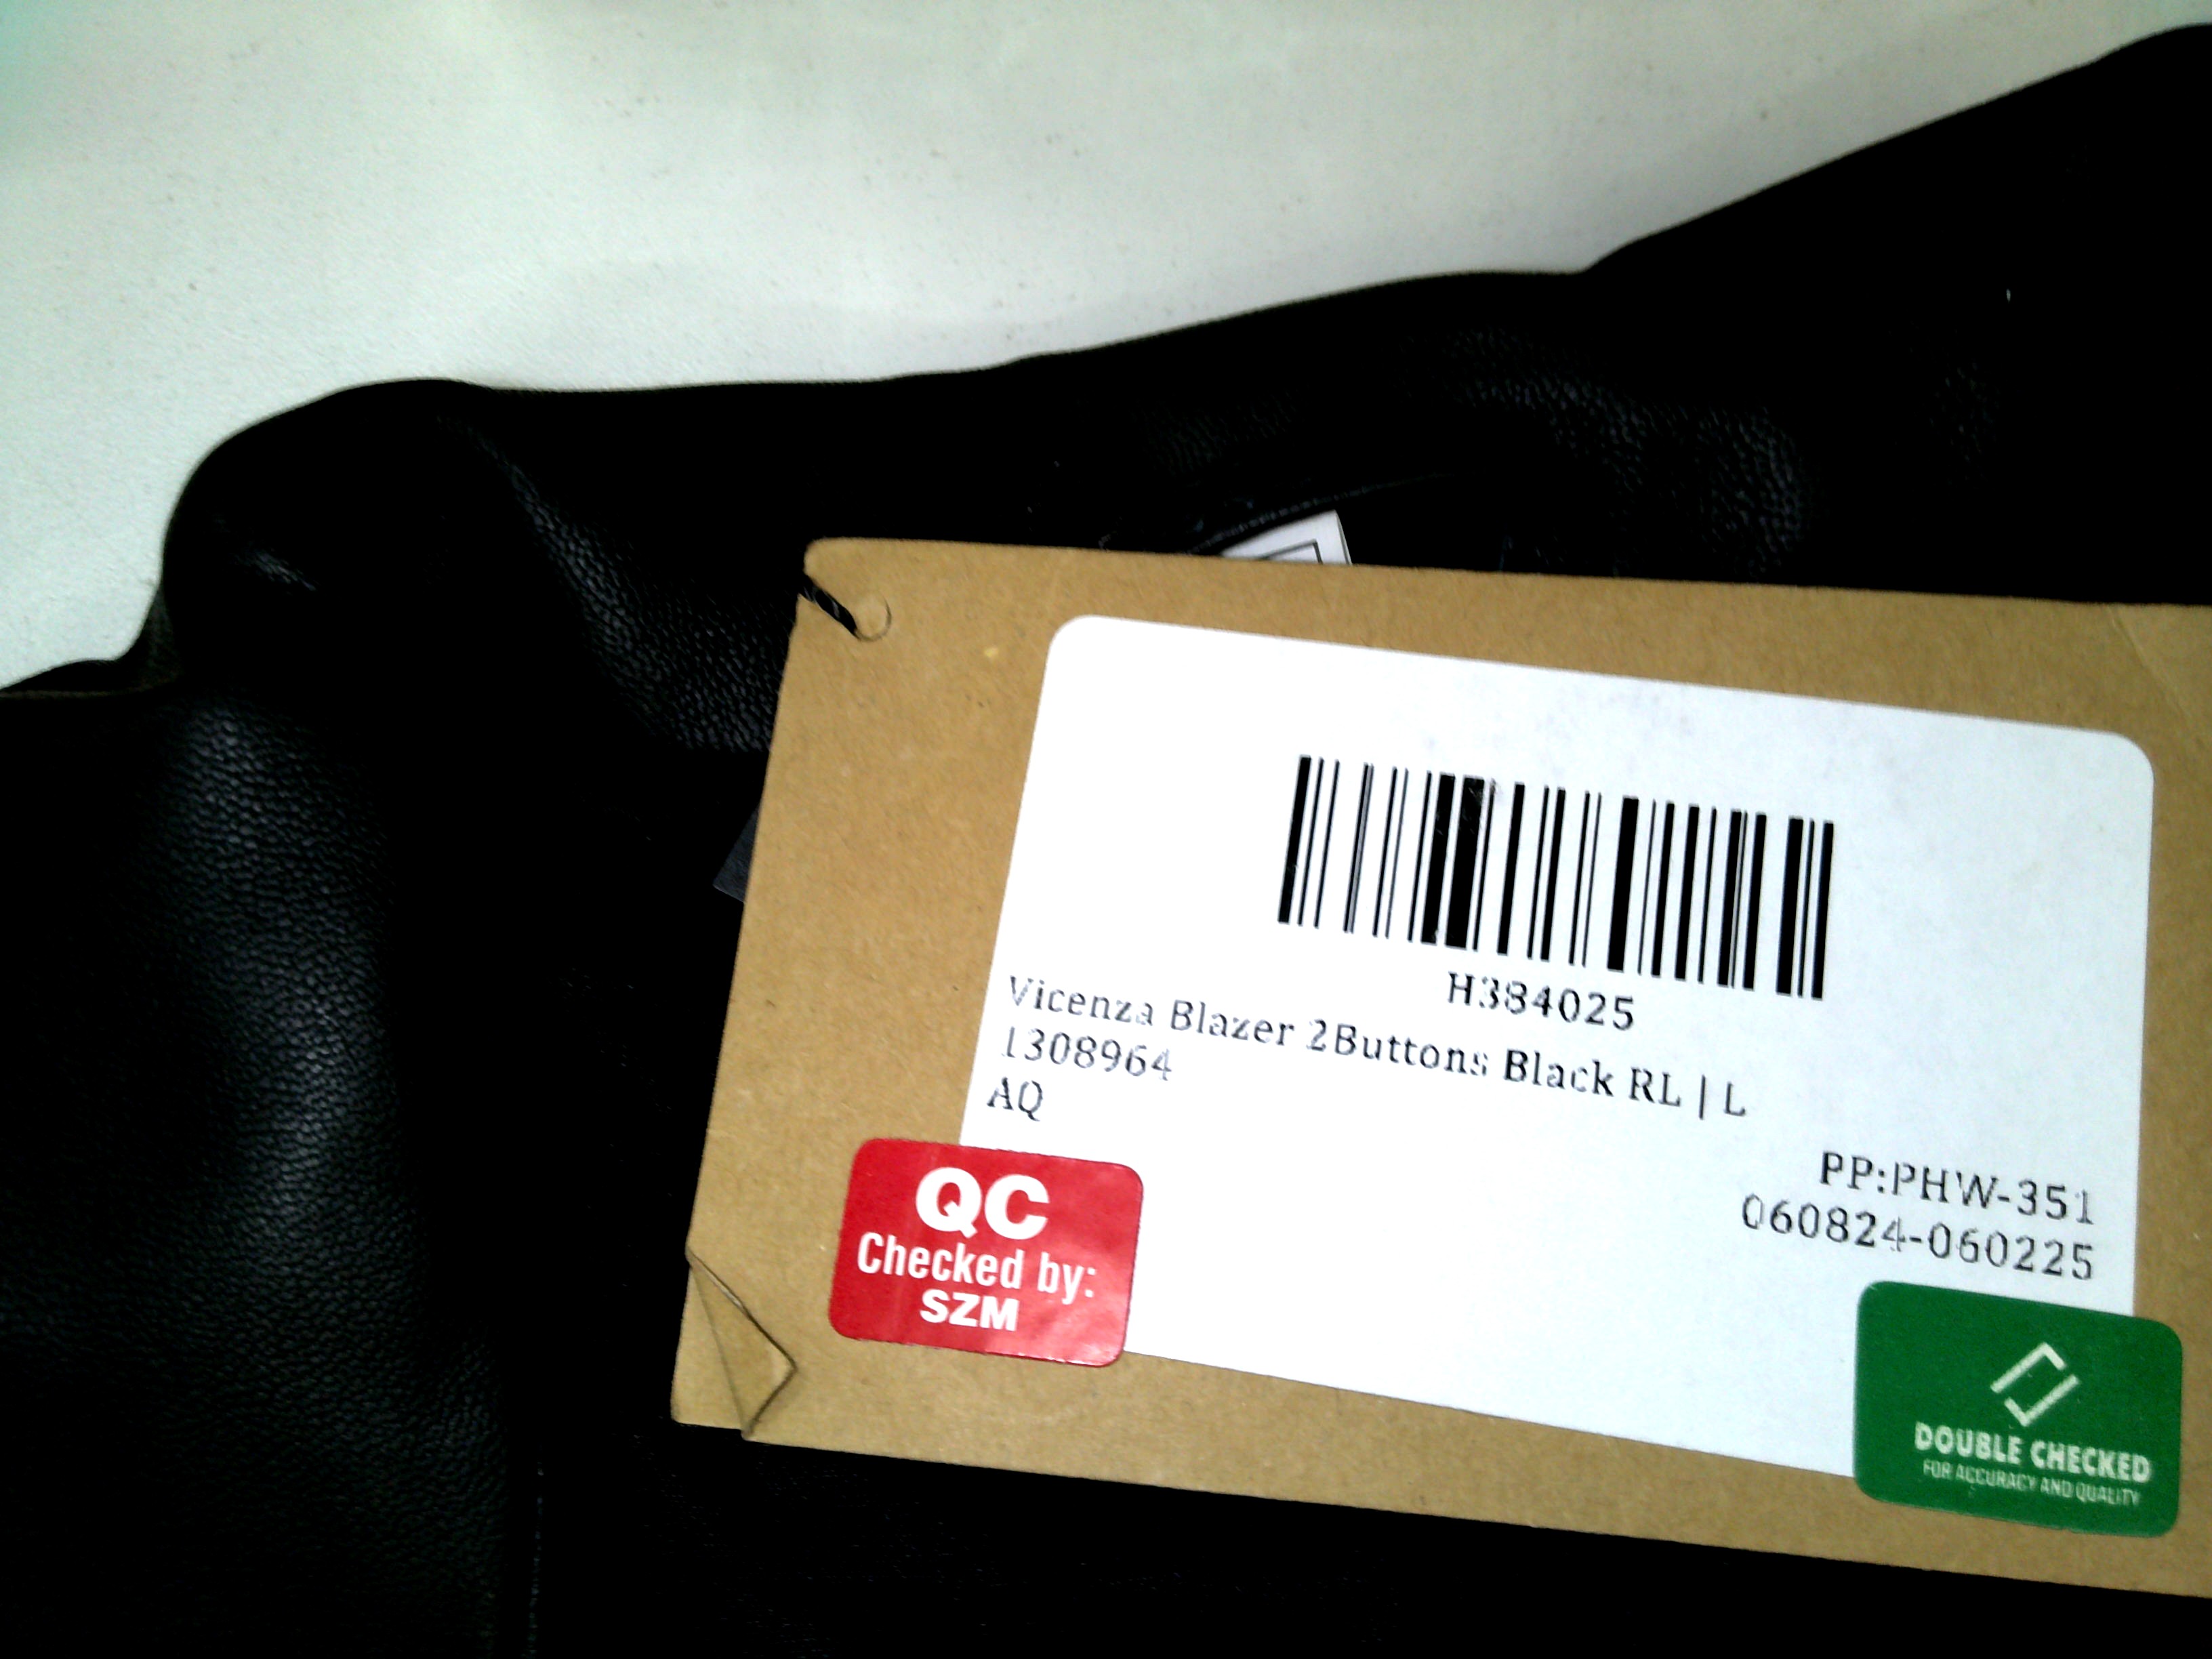 H384025
Vicenza Blazer 2Buttons Black RL | L
1308964
AQ
PP:PHW-351
060824-060225
QC
Checked by:
SZM
DOUBLE CHECKED
FOR ACCURACY AND QUALITY